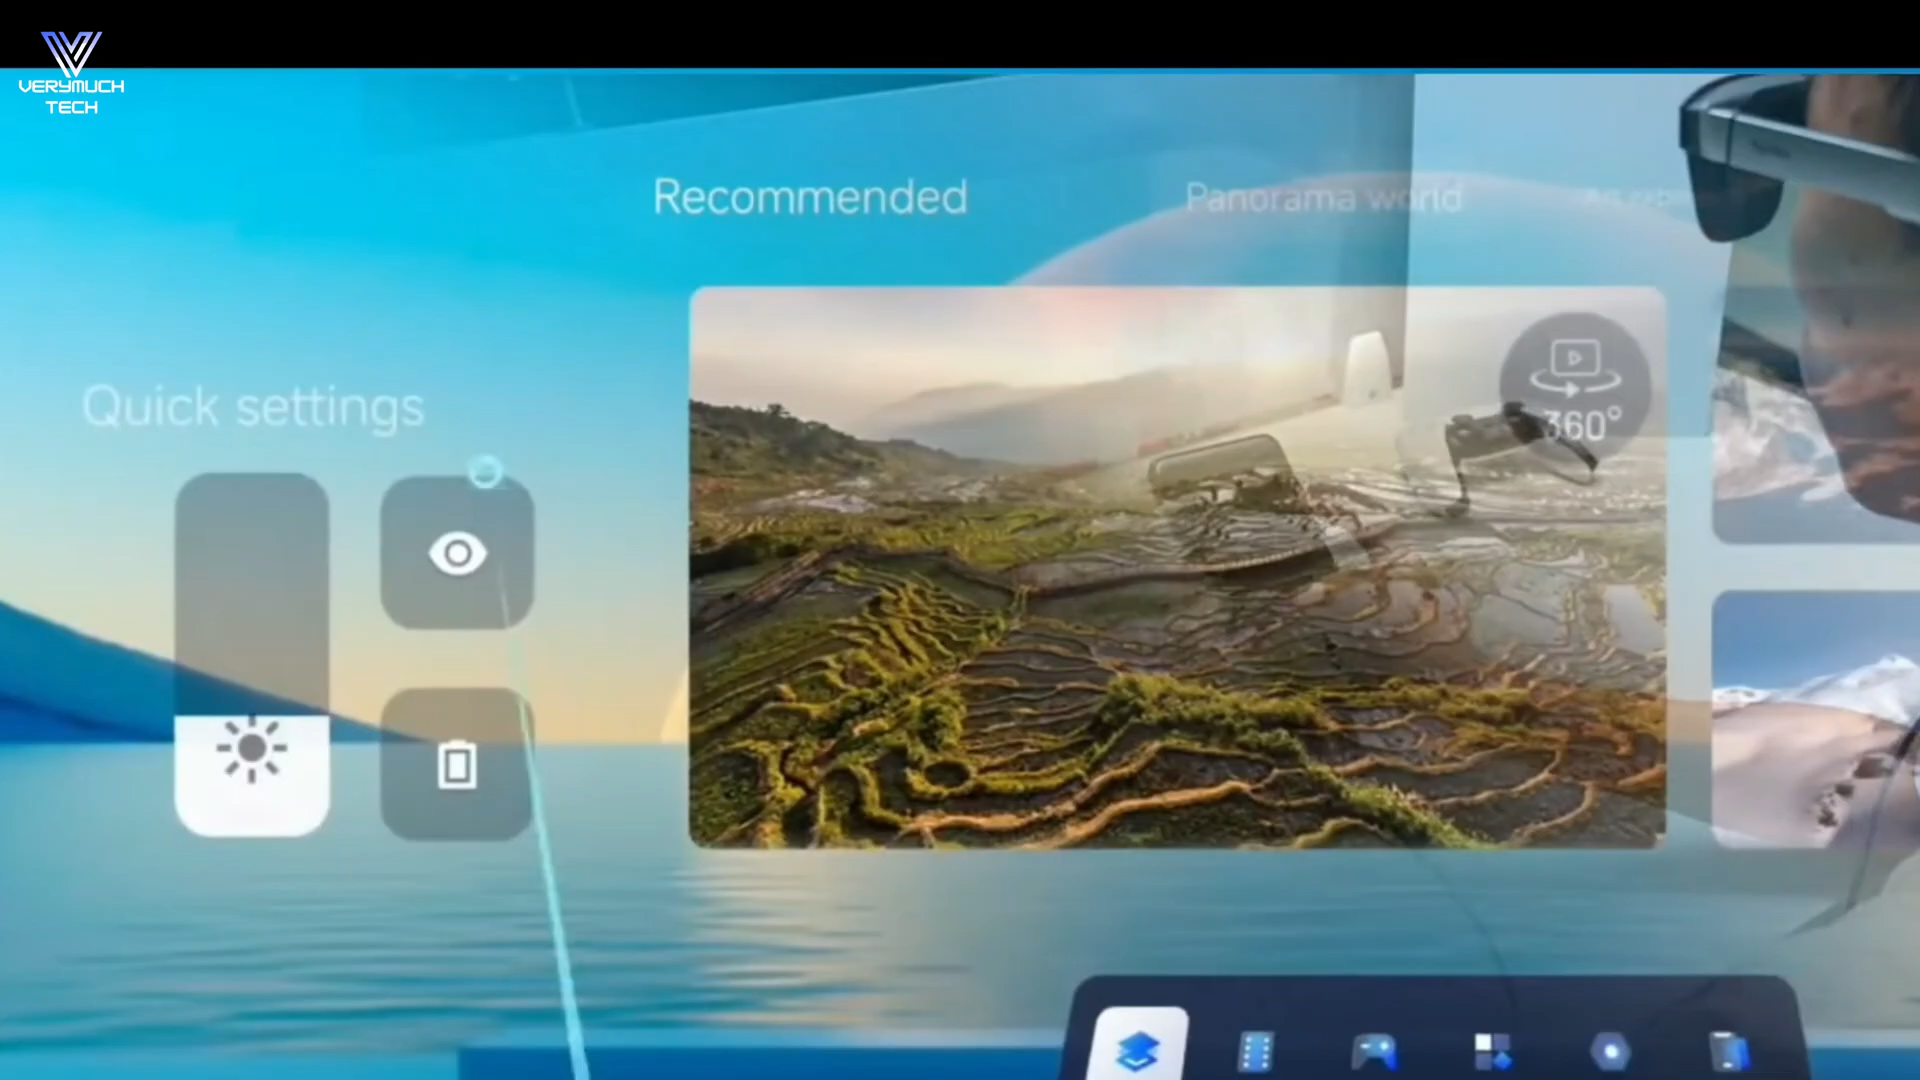 VERYMUCH
TECH
Recommended
Panorama world
Quick settings
360°